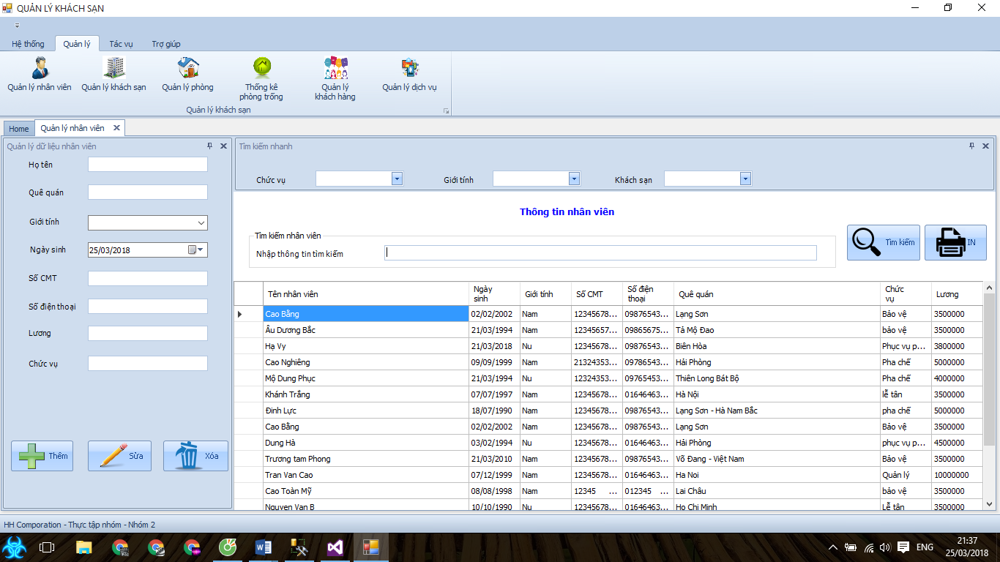 QUẢN LÝ KHÁCH SẠN
Hệ thống Quản lý Tác vụ Trợ giúp
Quản lý nhân viên Quản lý khách sạn Quản lý phòng Thống kê phòng trống Quản lý khách hàng Quản lý dịch vụ
Quản lý khách sạn
Home Quản lý nhân viên
Quản lý dữ liệu nhân viên
Họ tên
Quê quán
Giới tính
Ngày sinh 25/03/2018
Số CMT
Số điện thoại
Lương
Chức vụ
Thêm Sửa Xóa
Tìm kiếm nhanh
Chức vụ Giới tính Khách sạn
Thông tin nhân viên
Tìm kiếm nhân viên
Nhập thông tin tìm kiếm
Tìm kiếm IN
Tên nhân viên Ngày sinh Giới tính Số CMT Số điện thoại Quê quán Chức vụ Lương
Cao Bằng 02/02/2002 Nam 12345678... 09876543... Lạng Sơn Bảo vệ 3500000
Âu Dương Bắc 21/03/1994 Nam 12345657... 09865675... Tả Mộ Đao bảo vệ 3500000
Hạ Vy 21/03/2018 Nu 12345678... 09876543... Biên Hòa Phục vụ p... 3800000
Cao Nghiêng 09/09/1999 Nam 21324353... 09786543... Hải Phòng Pha chế 5000000
Mộ Dung Phục 21/03/1994 Nu 12324353... 09765453... Thiên Long Bát Bộ Pha chế 4000000
Khánh Trắng 07/07/1997 Nam 12345678... 01646463... Hà Nội lễ tân 3500000
Đinh Lực 18/07/1990 Nam 12345678... 09876543... Lạng Sơn - Hà Nam Bắc pha chế 5000000
Cao Bằng 02/02/2002 Nam 12345678... 09876543... Lạng Sơn Bảo vệ 3500000
Dung Hà 03/02/1994 Nu 12345678... 01646463... Hải Phòng phục vụ p... 4500000
Trương tam Phong 21/03/2010 Nam 12345678... 09876543... Võ Đang - Việt Nam Bảo vệ 3500000
Tran Van Cao 07/12/1999 Nam 12345678... 01646463... Ha Noi Quản lý 10000000
Cao Toàn Mỹ 08/08/1998 Nam 12345 ... 012345 ... Lai Châu bảo vệ 3500000
Nguyen Van B 10/10/1990 Nu 12345678... 01646463... Ho Chi Minh Lễ tân 3500000
HH Comporation - Thực tập nhóm - Nhóm 2
ENG
21:37
25/03/2018